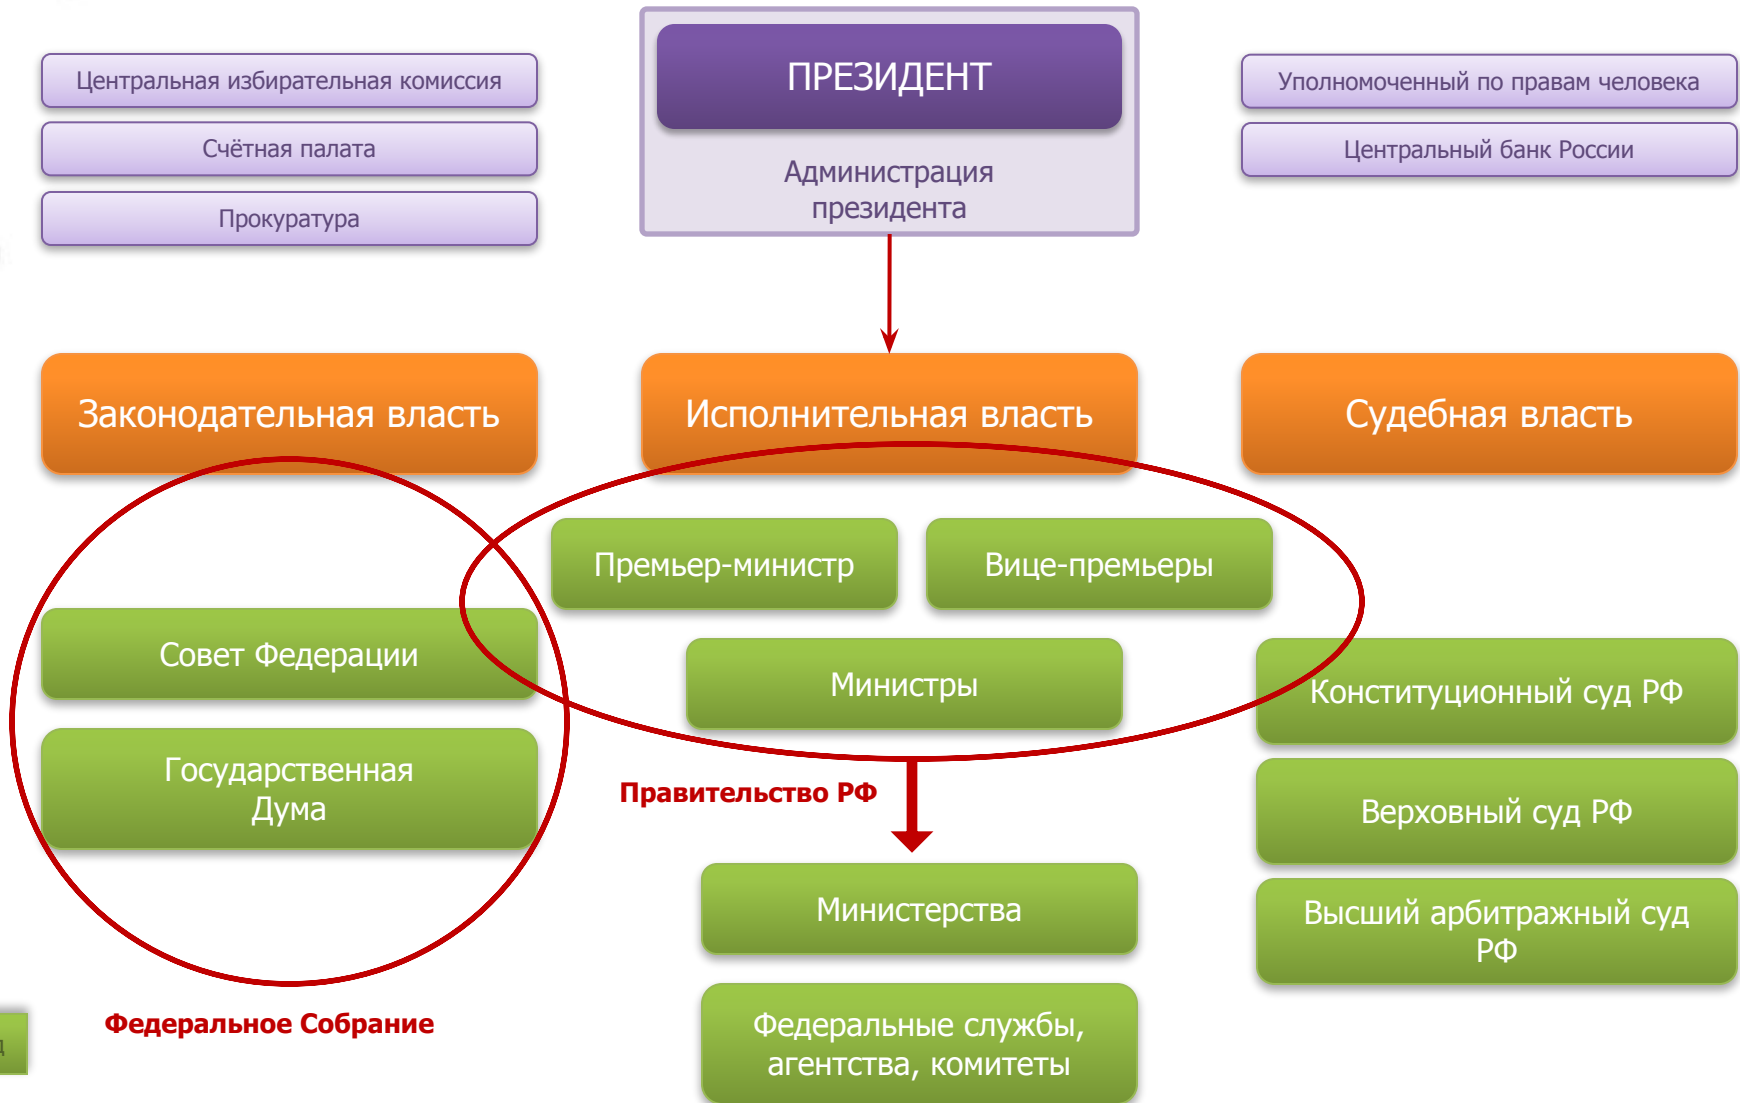 ПРЕЗИДЕНТ
Администрация
президента
Центральная избирательная комиссия
Счётная палата
Прокуратура
Уполномоченный по правам человека
Центральный банк России
Законодательная власть
Исполнительная власть
Судебная власть
Премьер-министр
Вице-премьеры
Министры
Совет Федерации
Государственная
Дума
Федеральное Собрание
Правительство РФ
Министерства
Федеральные службы,
агентства, комитеты
Конституционный суд РФ
Верховный суд РФ
Высший арбитражный суд
РФ